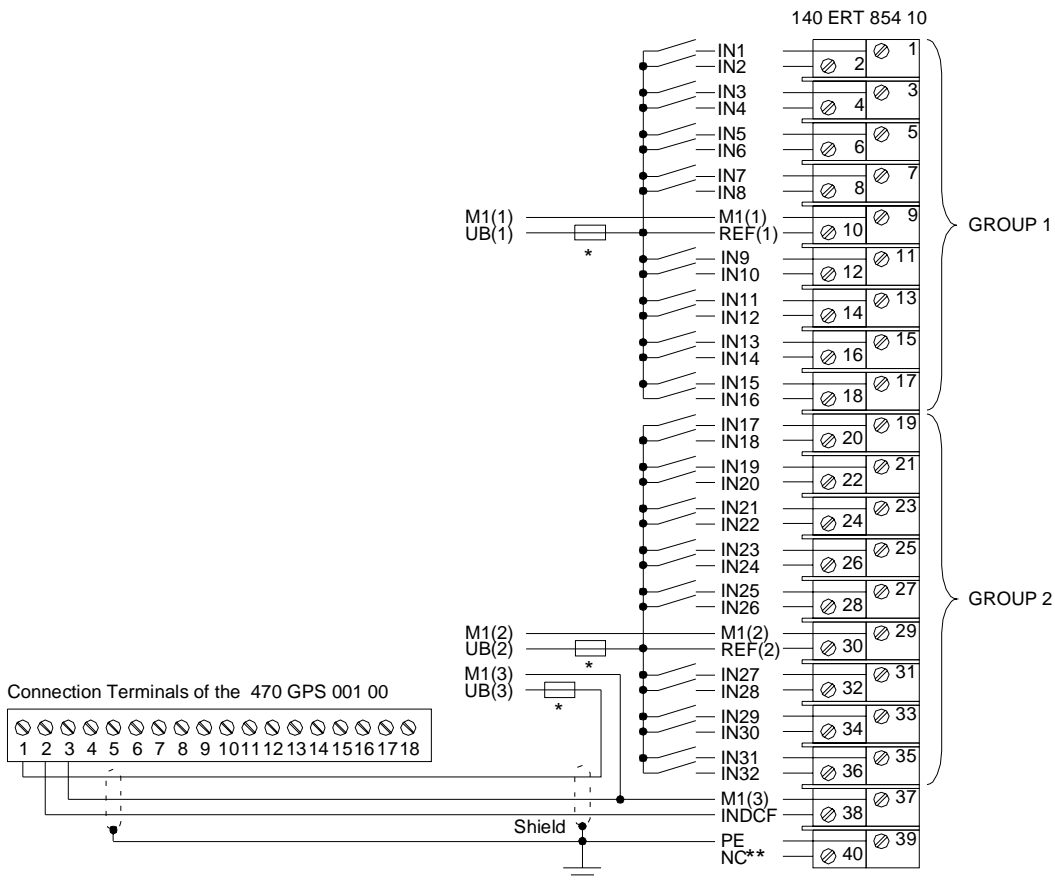 140 ERT 854 10
IN1 1
IN2 2
IN3 3
IN4 4
IN5 5
IN6 6
IN7 7
IN8 8
M1(1) M1(1) 9
UB(1) REF(1) 10
*
GROUP 1
IN9 11
IN10 12
IN11 13
IN12 14
IN13 15
IN14 16
IN15 17
IN16 18
IN17 19
IN18 20
IN19 21
IN20 22
IN21 23
IN22 24
IN23 25
IN24 26
IN25 27
IN26 28
GROUP 2
M1(2) M1(2) 29
UB(2) REF(2) 30
*
M1(3) IN27 31
UB(3) IN28 32
*
IN29 33
IN30 34
IN31 35
IN32 36
Connection Terminals of the 470 GPS 001 00
1 2 3 4 5 6 7 8 9 10 11 12 13 14 15 16 17 18
M1(3) 37
INDCF 38
Shield
PE 39
NC** 40